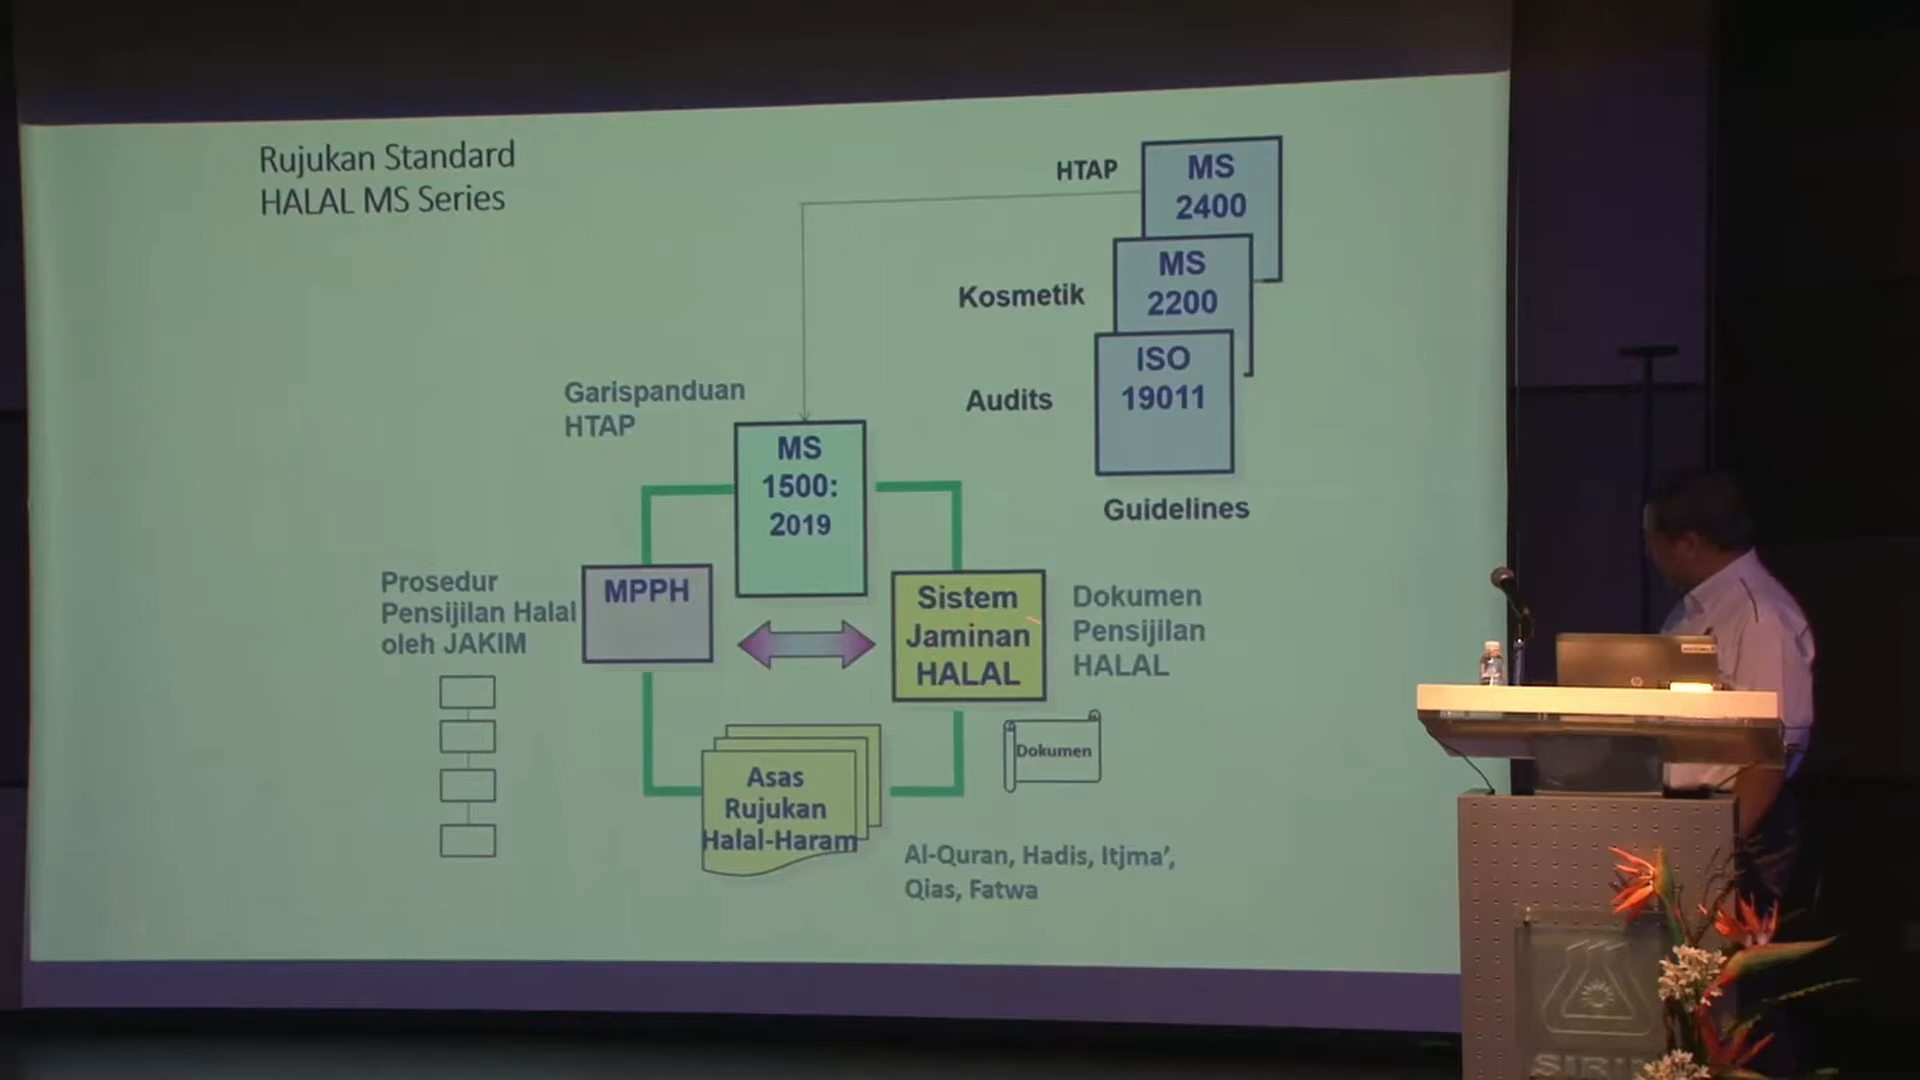 Rujukan Standard
HALAL MS Series
HTAP
MS
2400
Kosmetik
MS
2200
Audits
ISO
19011
Guidelines
Garispanduan
HTAP
MS
1500:
2019
Prosedur
Pensijilan Halal
oleh JAKIM
MPPH
Sistem
Jaminan
HALAL
Dokumen
Pensijilan
HALAL
Dokumen
Asas
Rujukan
Halal-Haram
Al-Quran, Hadis, Itjma’,
Qias, Fatwa